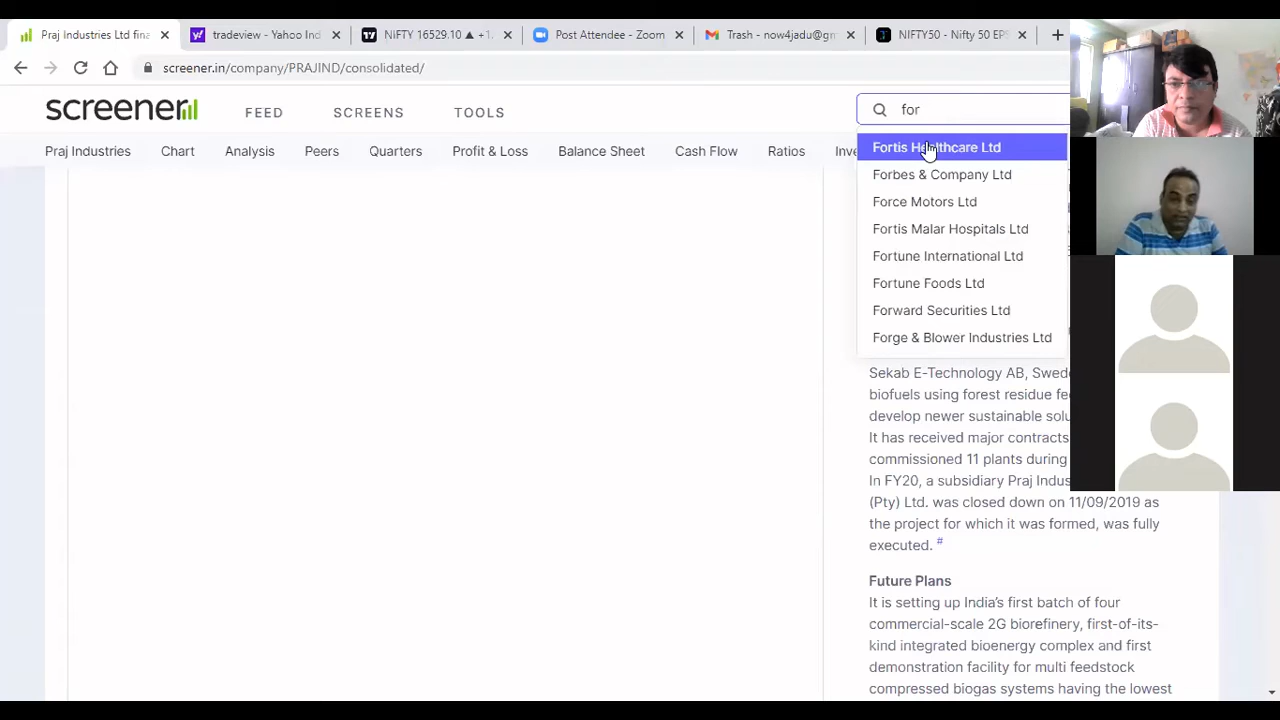 Praj Industries Ltd fina
tradeview - Yahoo Ind
NIFTY 16529.10 ▲ +1.
Post Attendee - Zoom
Trash - now4jadu@gm
NIFTY50 - Nifty 50 EPS
screener.in/company/PRAJIND/consolidated/
screener
FEED
SCREENS
TOOLS
for
Praj Industries
Chart
Analysis
Peers
Quarters
Profit & Loss
Balance Sheet
Cash Flow
Ratios
Inve
Fortis Healthcare Ltd
Forbes & Company Ltd
Force Motors Ltd
Fortis Malar Hospitals Ltd
Fortune International Ltd
Fortune Foods Ltd
Forward Securities Ltd
Forge & Blower Industries Ltd
Sekab E-Technology AB, Swede
biofuels using forest residue fee
develop newer sustainable solu
It has received major contracts
commissioned 11 plants during
In FY20, a subsidiary Praj Indus
(Pty) Ltd. was closed down on 11/09/2019 as
the project for which it was formed, was fully
executed. #
Future Plans
It is setting up India's first batch of four
commercial-scale 2G biorefinery, first-of-its-
kind integrated bioenergy complex and first
demonstration facility for multi feedstock
compressed biogas systems having the lowest